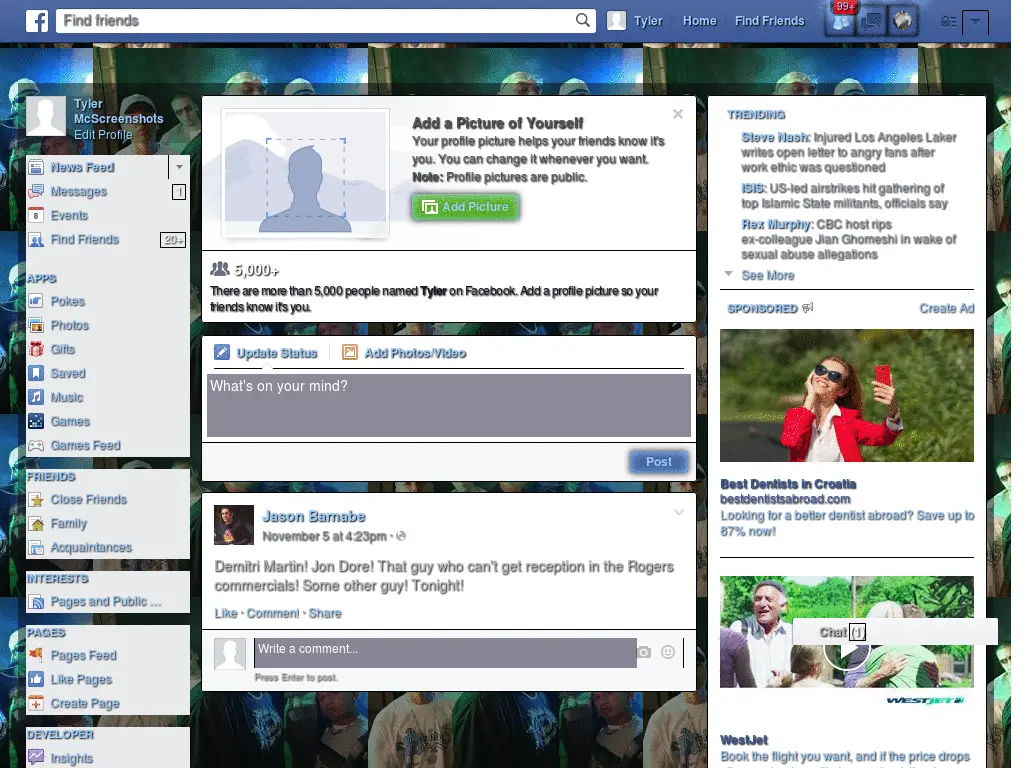 Find friends
Tyler
Home
Find Friends
99+
Tyler
McScreenshots
Edit Profile
News Feed
Messages
1
8
Events
Find Friends
20+
APPS
Pokes
Photos
Gifts
Saved
Music
Games
Games Feed
FRIENDS
Close Friends
Family
Acquaintances
INTERESTS
Pages and Public ...
PAGES
Pages Feed
Like Pages
Create Page
DEVELOPER
Insights
Add a Picture of Yourself
Your profile picture helps your friends know it's
you. You can change it whenever you want.
Note: Profile pictures are public.
Add Picture
5,000+
There are more than 5,000 people named Tyler on Facebook. Add a profile picture so your
friends know it's you.
Update Status
Add Photos/Video
What's on your mind?
Post
Jason Barnabe
November 5 at 4:23pm ·
Demitri Martin! Jon Dore! That guy who can't get reception in the Rogers
commercials! Some other guy! Tonight!
Like · Comment · Share
Write a comment...
Press Enter to post.
TRENDING
Steve Nash: Injured Los Angeles Laker
writes open letter to angry fans after
work ethic was questioned
ISIS: US-led airstrikes hit gathering of
top Islamic State militants, officials say
Rex Murphy: CBC host rips
ex-colleague Jian Ghomeshi in wake of
sexual abuse allegations
See More
SPONSORED
Create Ad
Best Dentists in Croatia
bestdentistsabroad.com
Looking for a better dentist abroad? Save up to
67% now!
Chat (1)
WESTJET
WestJet
Book the flight you want, and if the price drops